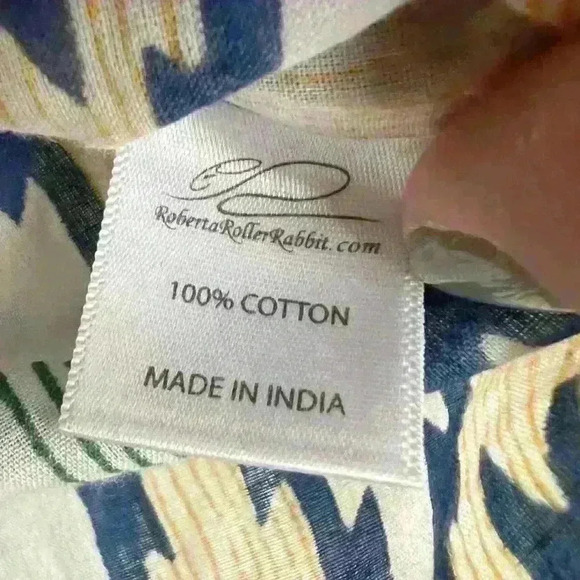 RobertaRollerRabbit.com
100% COTTON
MADE IN INDIA